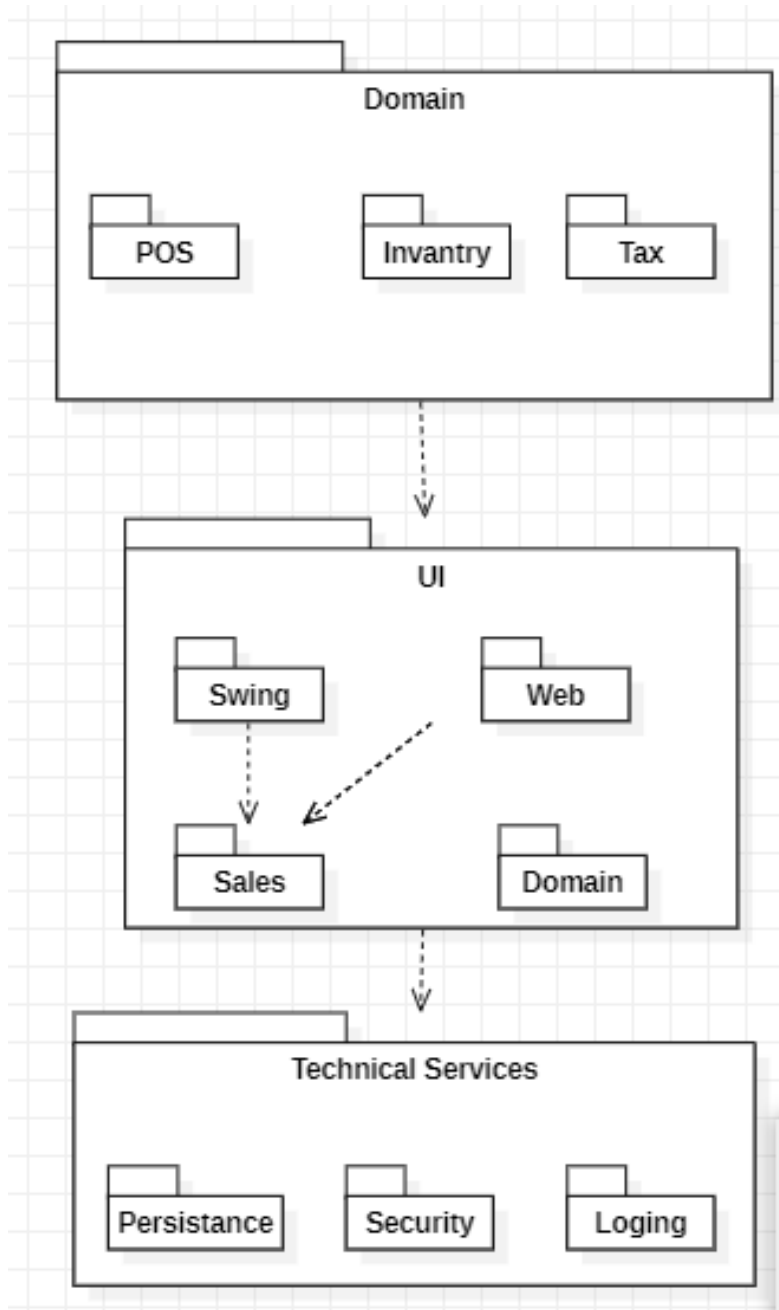 Domain
POS
Invantry
Tax
UI
Swing
Web
Sales
Domain
Technical Services
Persistance
Security
Loging